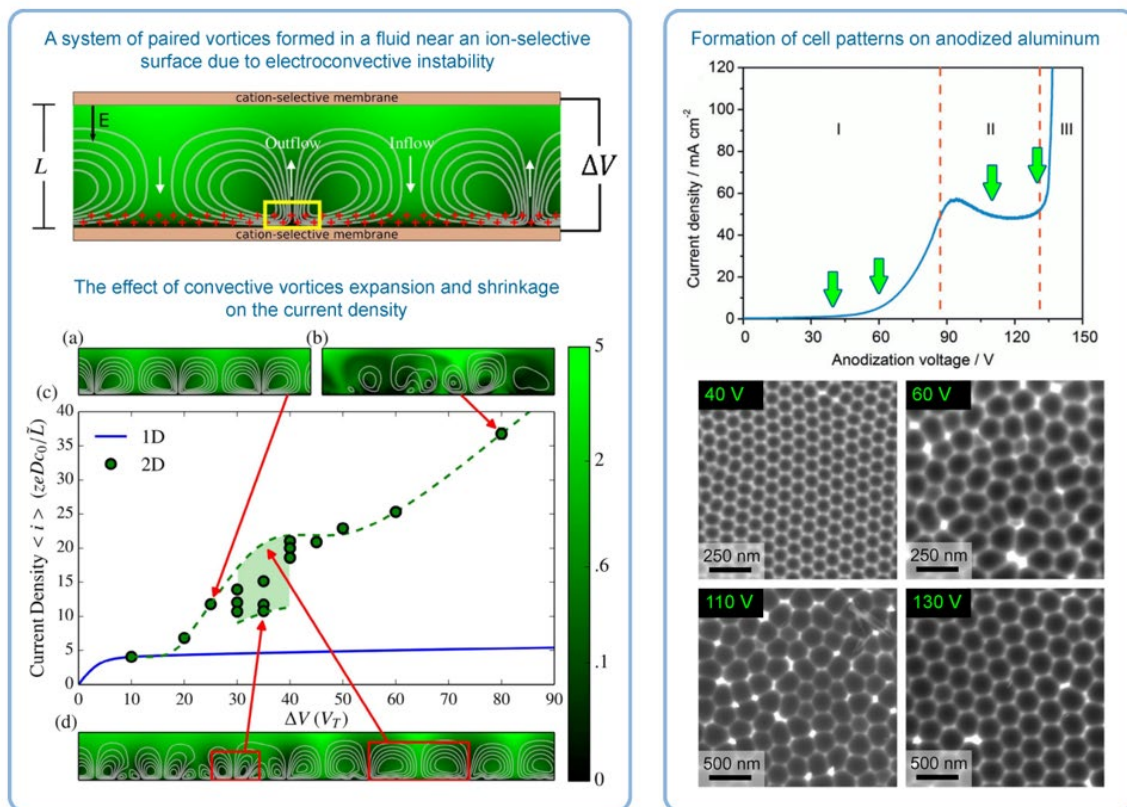 A system of paired vortices formed in a fluid near an ion-selective
surface due to electroconvective instability
cation-selective membrane
E
L
Outflow
Inflow
ΔV
cation-selective membrane
The effect of convective vortices expansion and shrinkage
on the current density
(a)
(b)
(c)
5
2
.6
.1
0
40
35
30
25
20
15
10
5
0
1D
2D
Current Density < i > (zeDc₀/L̃)
0 10 20 30 40 50 60 70 80 90
ΔV (V_T)
(d)
Formation of cell patterns on anodized aluminum
120
100
80
60
40
20
0
I
II
III
Current density / mA cm⁻²
0 30 60 90 120 150
Anodization voltage / V
40 V
250 nm
60 V
250 nm
110 V
500 nm
130 V
500 nm